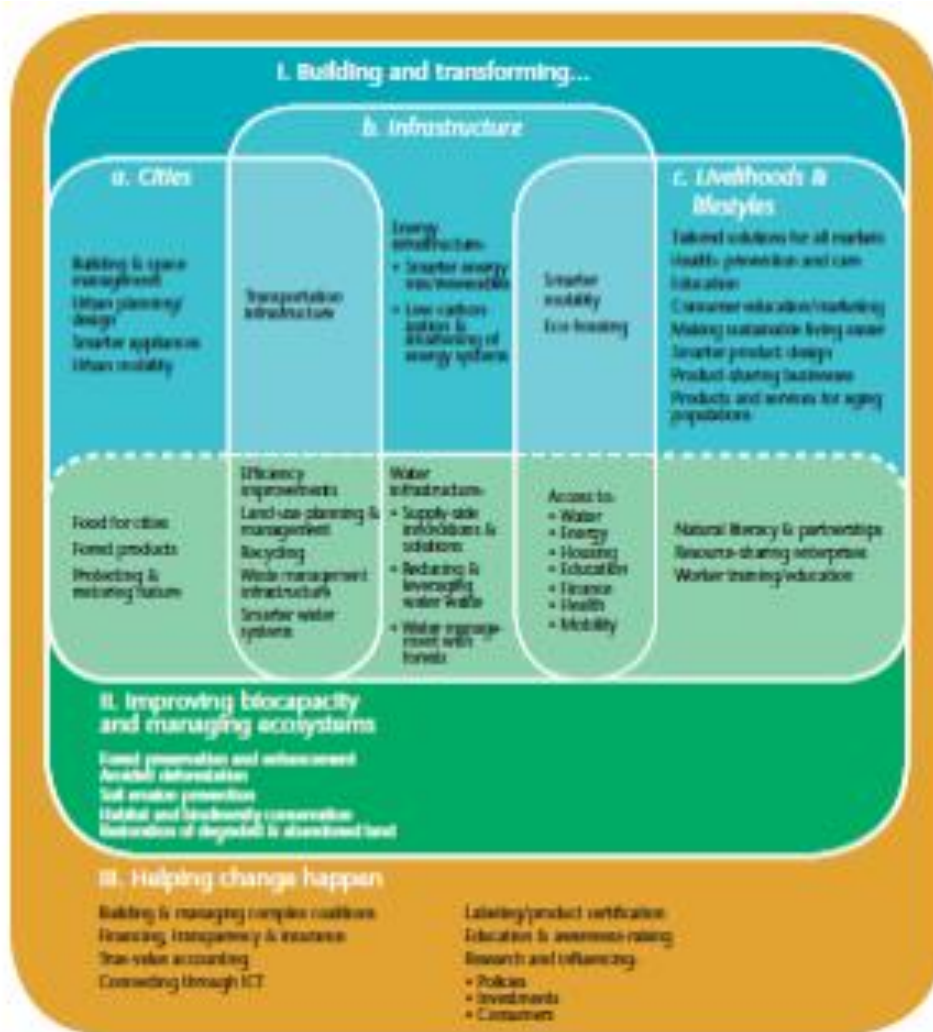 I. Building and transforming...
b. Infrastructure
a. Cities
Building & space
management
Urban planning/
design
Smarter appliances
Urban mobility
Transportation
infrastructure
Energy
infrastructure:
• Smarter energy
mix/renewable
• Low-carbon
&
of
energy systems
Smarter
mobility
Eco-housing
c. Livelihoods &
lifestyles
Tailored solutions for all markets
Health: prevention and care
Education
Consumer education/marketing
Making sustainable living easier
Smarter product design
Product-sharing businesses
Products and services for aging
populations
Food for cities
Forest products
Protecting &
restoring nature
Efficiency
improvements
Land-use planning &
management
Recycling
Waste management
infrastructure
Smarter water
systems
Water
infrastructure:
• Supply-side
&
solutions
• Reducing &
leveraging
water waste
• Water manage-
ment with
forests
Access to:
• Water
• Energy
• Housing
• Education
• Finance
• Health
• Mobility
Natural literacy & partnerships
Resource-sharing enterprises
Worker training/education
II. Improving biocapacity
and managing ecosystems
Forest preservation and enhancement
Avoided deforestation
Soil erosion prevention
Habitat and biodiversity conservation
Restoration of degraded & abandoned land
III. Helping change happen
Building & managing complex coalitions
Financing, transparency & insurance
True-value accounting
Connecting through ICT
Labeling/product certification
Education & awareness-raising
Research and influencing:
• Policies
• Investments
• Consumers